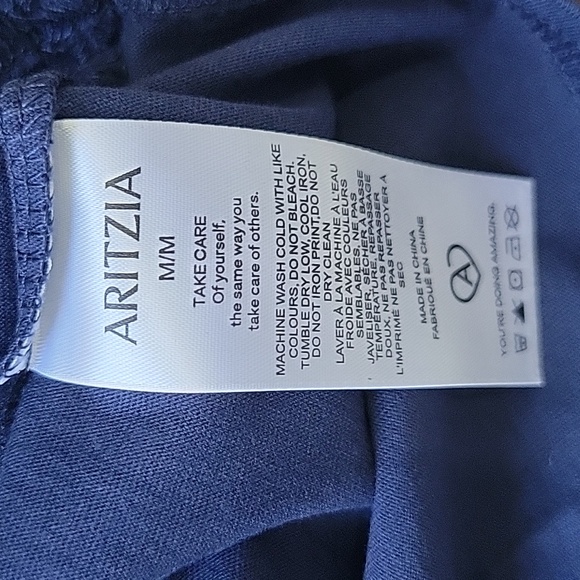 ARITZIA
M/M
TAKE CARE
Of yourself,
the same way you
take care of others.
MACHINE WASH COLD WITH LIKE
COLOURS.DO NOT BLEACH.
TUMBLE DRY LOW, COOL IRON.
DO NOT IRON PRINT.DO NOT
DRY CLEAN
LAVER À MACHINE À L'EAU
FROIDE AVEC COULEURS
SEMBLABLES, NE PAS
JAVELISER, SÉCHER À BASSE
TEMPÉRATURE, REPASSAGE
DOUX, NE PAS REPASSER
L'IMPRIMÉ NE PAS NETOYER À
SEC
MADE IN CHINA
FABRIQUÉ EN CHINE
A
YOU'RE DOING AMAZING.